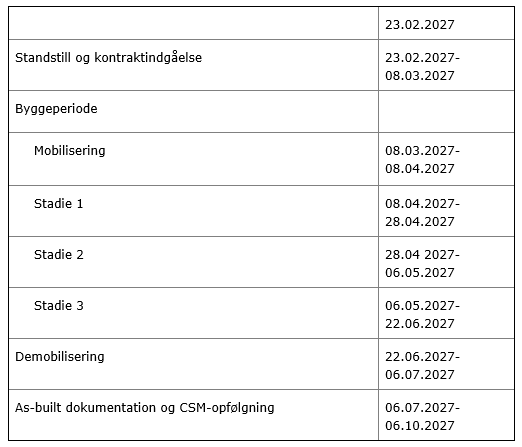 23.02.2027
Standstill og kontraktindgåelse
23.02.2027-
08.03.2027
Byggeperiode
Mobilisering
08.03.2027-
08.04.2027
Stadie 1
08.04.2027-
28.04.2027
Stadie 2
28.04 2027-
06.05.2027
Stadie 3
06.05.2027-
22.06.2027
Demobilisering
22.06.2027-
06.07.2027
As-built dokumentation og CSM-opfølgning
06.07.2027-
06.10.2027